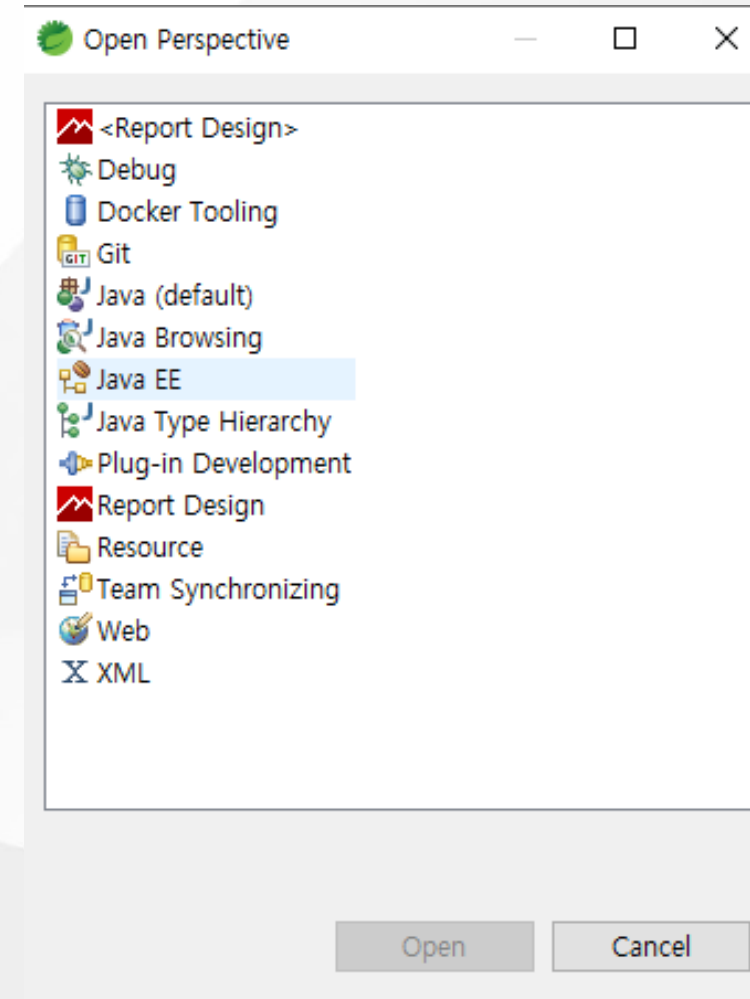 Open Perspective
<Report Design>
Debug
Docker Tooling
GIT Git
Java (default)
Java Browsing
Java EE
Java Type Hierarchy
Plug-in Development
Report Design
Resource
Team Synchronizing
Web
X XML
Open Cancel